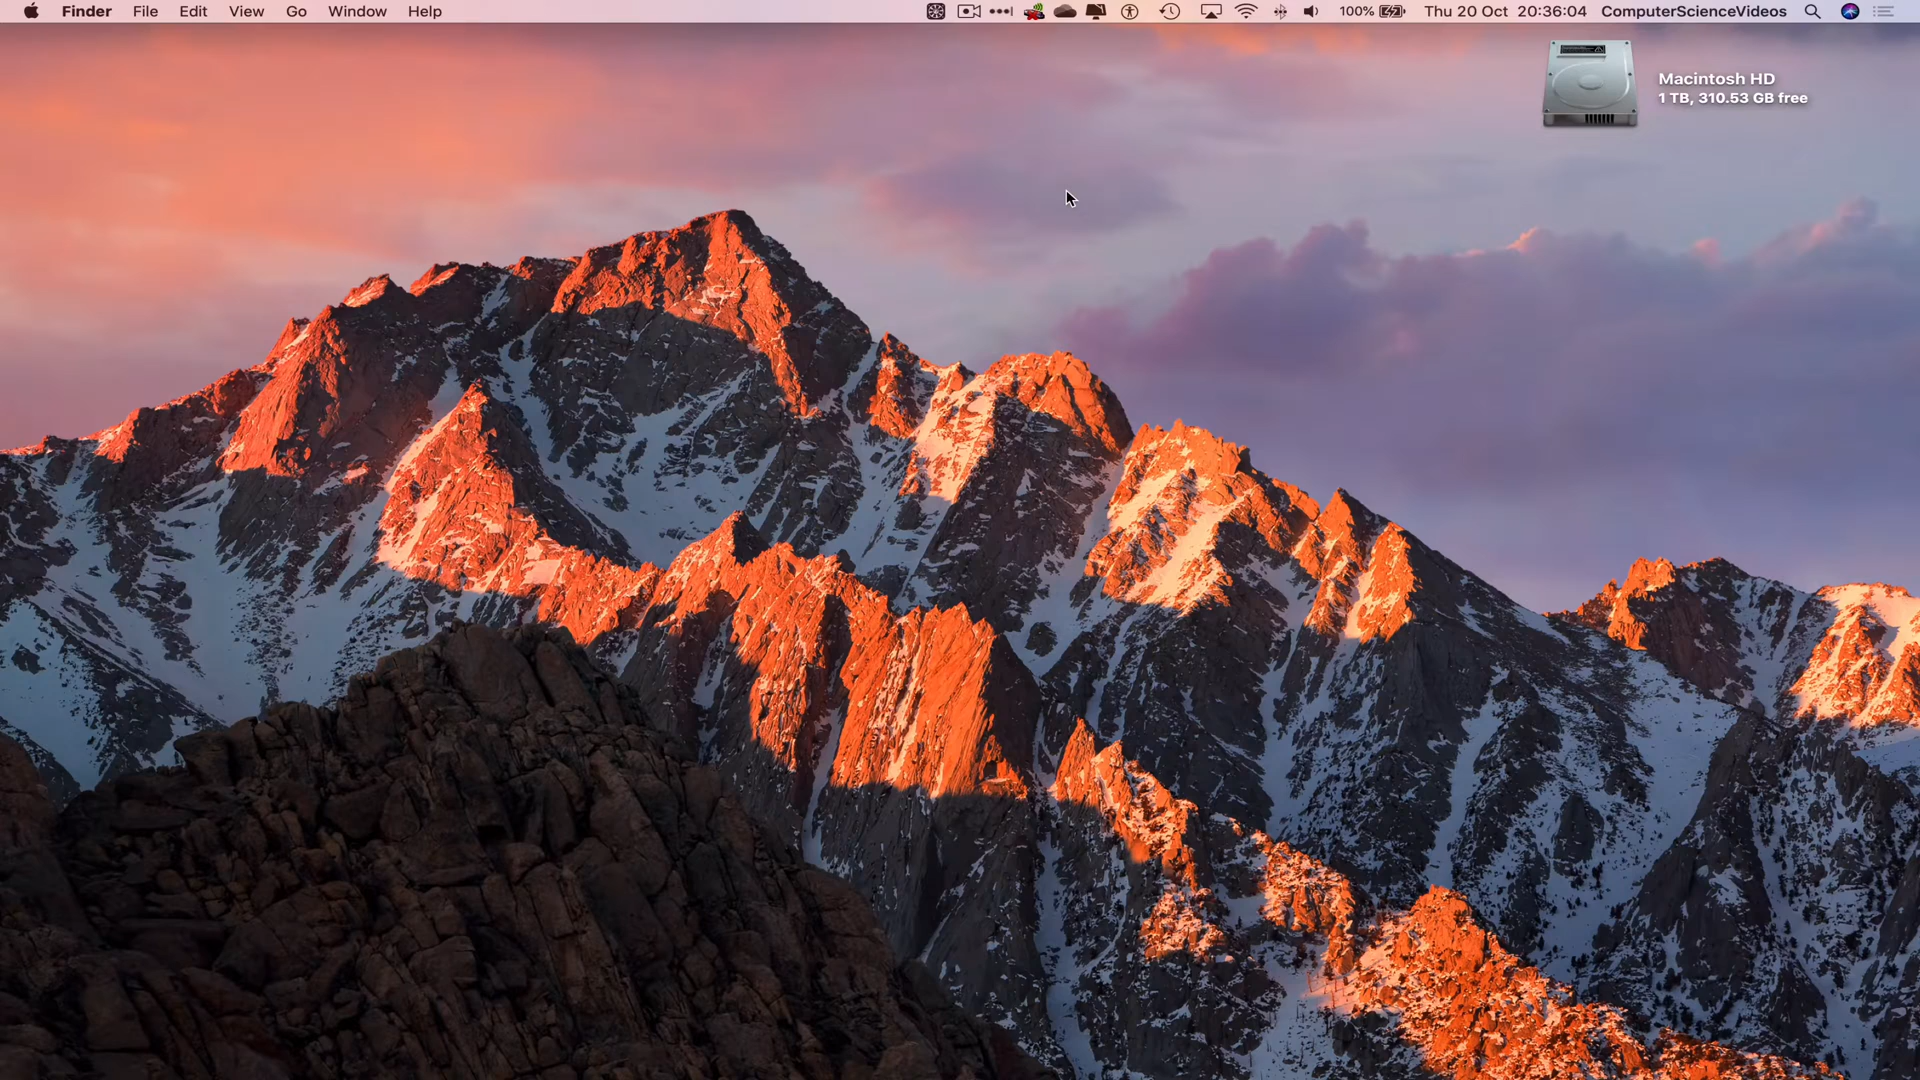 Finder File Edit View Go Window Help 100% Thu 20 Oct 20:36:04 ComputerScienceVideos
Macintosh HD
1 TB, 310.53 GB free